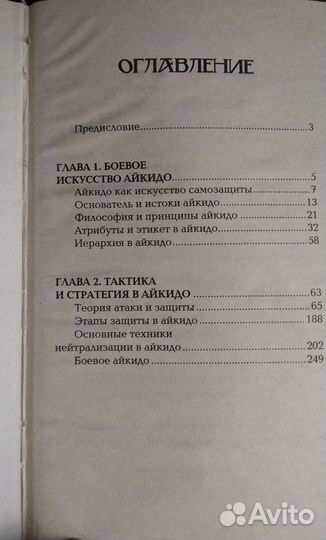 ОГЛАВЛЕНИЕ
Предисловие 3
ГЛАВА 1. БОЕВОЕ
ИСКУССТВО АЙКИДО 5
Айкидо как искусство самозащиты 7
Основатель и истоки айкидо 13
Философия и принципы айкидо 21
Атрибуты и этикет в айкидо 32
Иерархия в айкидо 58
ГЛАВА 2. ТАКТИКА
И СТРАТЕГИЯ В АЙКИДО 63
Теория атаки и защиты 65
Этапы защиты в айкидо 188
Основные техники
нейтрализации в айкидо 202
Боевое айкидо 249
Avito